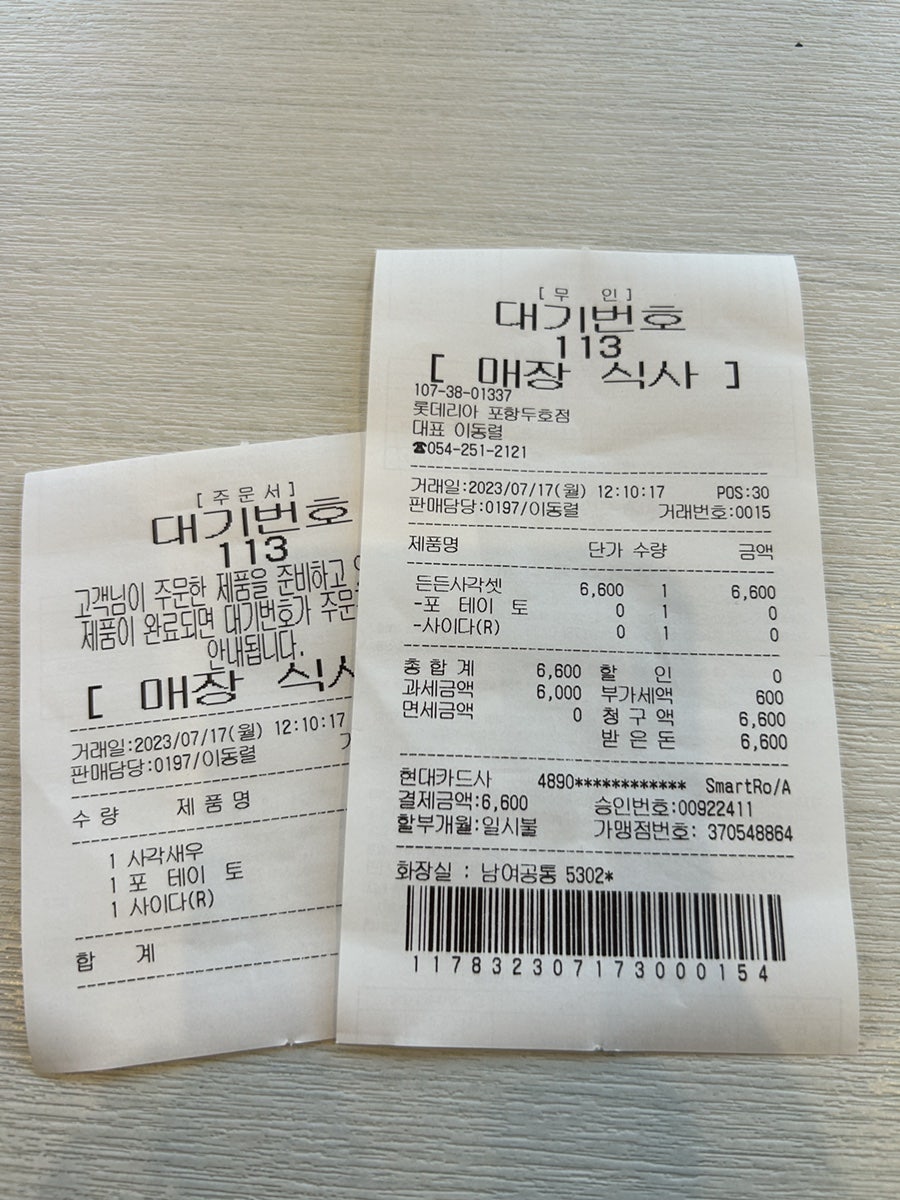 [주문서]
대기번호
113
고객님이 주문한 제품을 준비하고
제품이 완료되면 대기번호가
안내됩니다.
[ 매장 식사
거래일:2023/07/17(월) 12:10:17
판매담당:0197/이동렬
수량 제품명
1 사각새우
1 포 테이 토
1 사이다(R)
합 계
[무 인]
대기번호
113
[ 매장 식사 ]
107-38-01337
롯데리아 포항두호점
대표 이동렬
☎054-251-2121
거래일:2023/07/17(월) 12:10:17 POS:30
판매담당:0197/이동렬 거래번호:0015
제품명 단가 수량 금액
든든사각셋 6,600 1 6,600
-포 테이 토 0 1 0
-사이다(R) 0 1 0
총 합 계 6,600 할 인 0
과세금액 6,000 부가세액 600
면세금액 0 청 구 액 6,600
받 은 돈 6,600
현대카드사 4890************ SmartRo/A
결제금액:6,600 승인번호:00922411
할부개월:일시불 가맹점번호: 370548864
화장실 : 남여공통 5302*
1178323071730000154